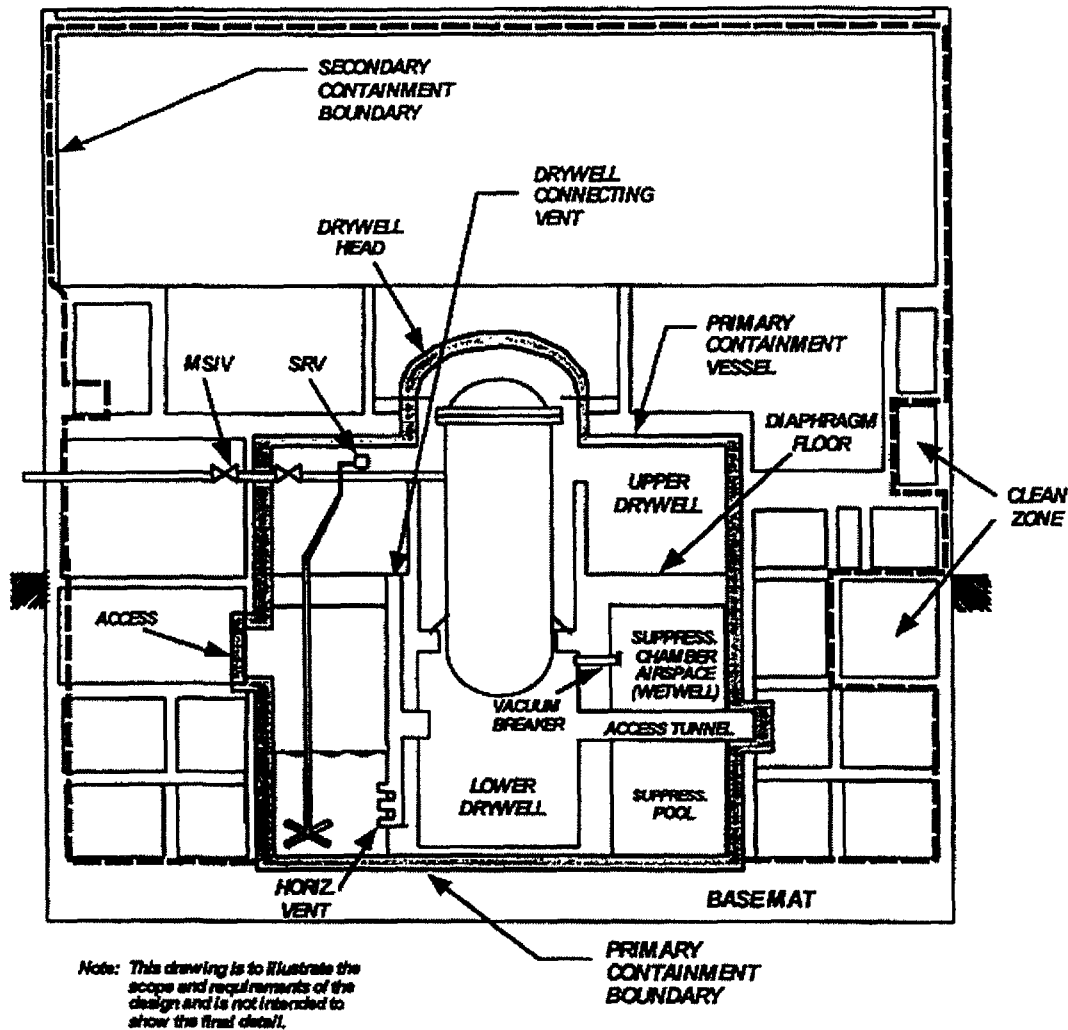 SECONDARY
CONTAINMENT
BOUNDARY
DRYWELL
CONNECTING
VENT
DRYWELL
HEAD
PRIMARY
CONTAINMENT
VESSEL
MSIV
SRV
DIAPHRAGM
FLOOR
UPPER
DRYWELL
CLEAN
ZONE
ACCESS
SUPPRESS.
CHAMBER
AIRSPACE
(WETWELL)
VACUUM
BREAKER
ACCESS TUNNEL
LOWER
DRYWELL
SUPPRESS.
POOL
HORIZ.
VENT
BASEMAT
PRIMARY
CONTAINMENT
BOUNDARY
Note: This drawing is to illustrate the
scope and requirements of the
design and is not intended to
show the final detail.